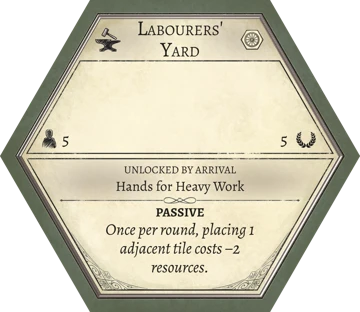 LABOURERS'
YARD
5 5
UNLOCKED BY ARRIVAL
Hands for Heavy Work
PASSIVE
Once per round, placing 1
adjacent tile costs –2
resources.